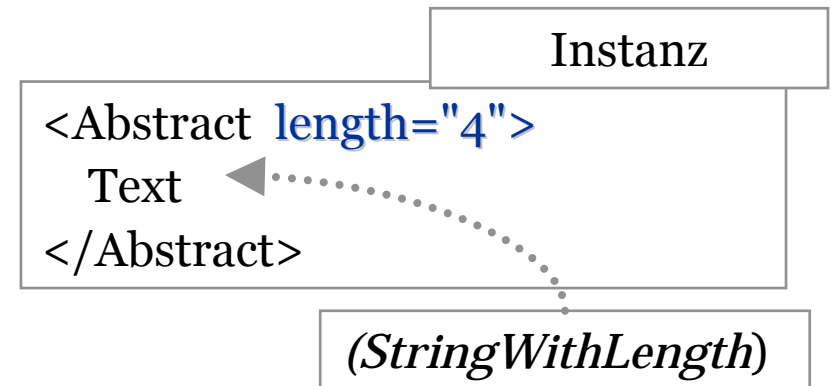 Instanz
<Abstract length="4">
Text
</Abstract>
(StringWithLength)